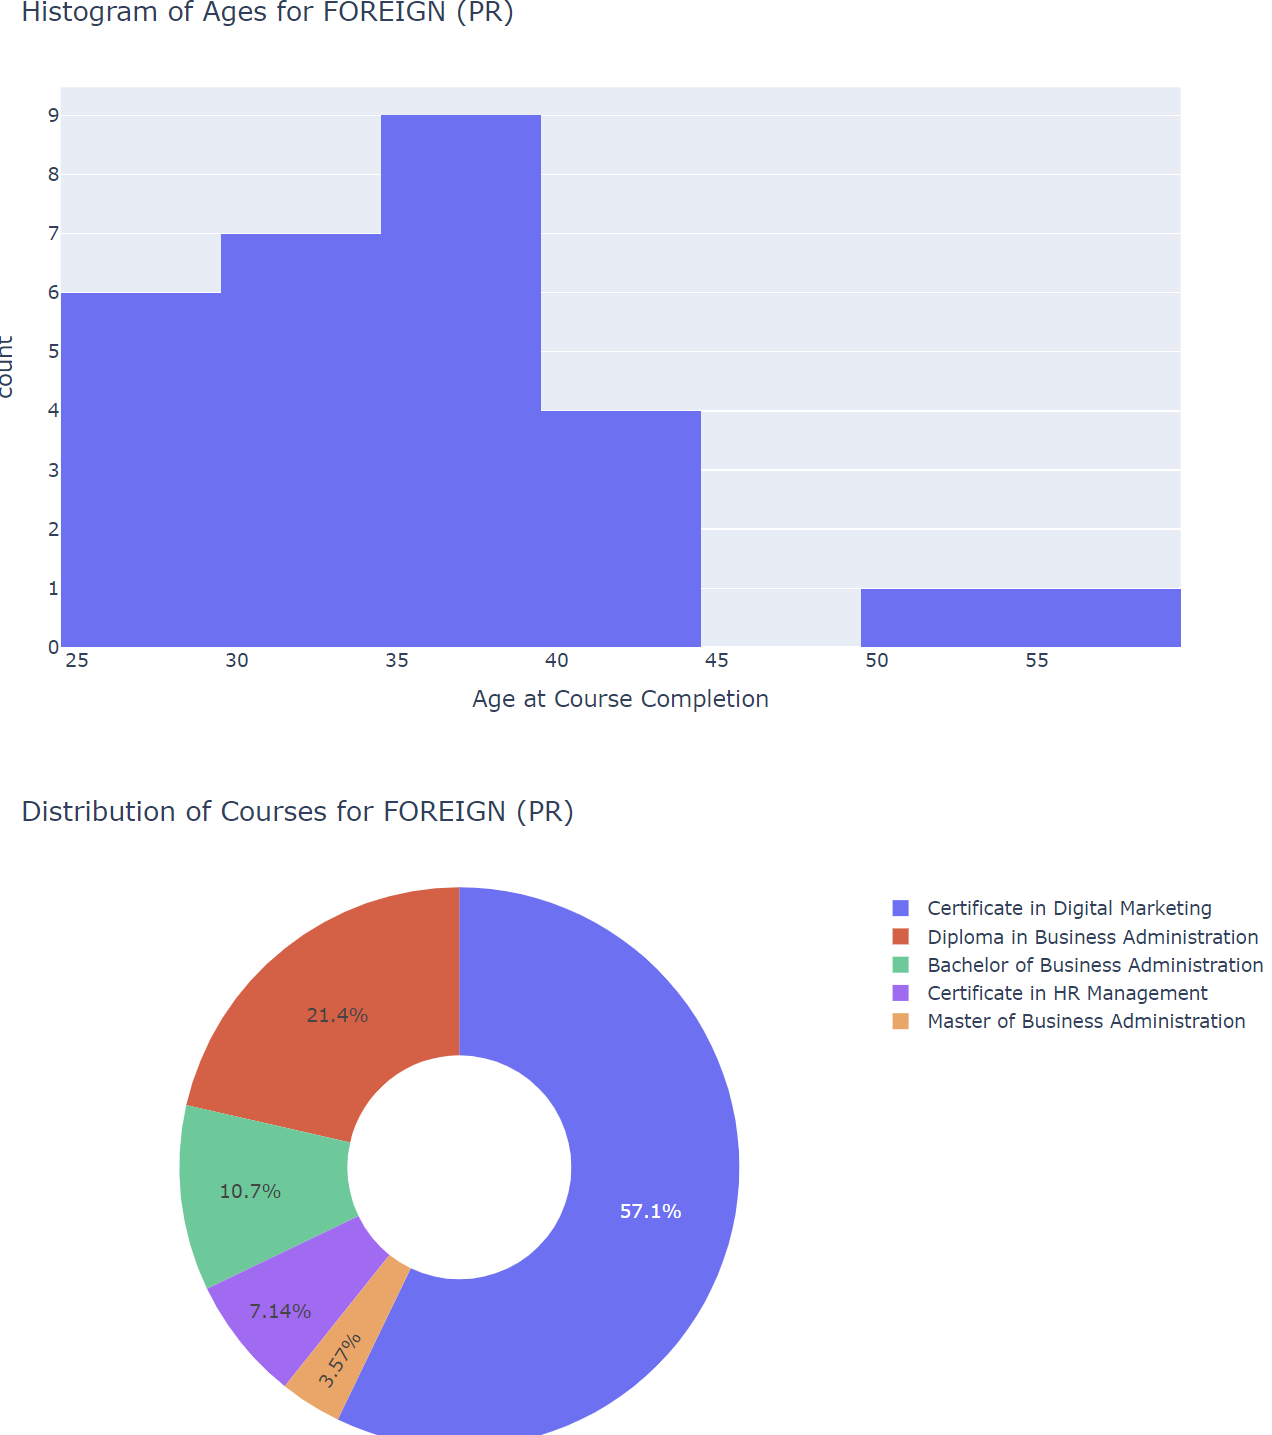 Histogram of Ages for FOREIGN (PR)
9
8
7
6
5
4
3
2
1
0
count
25 30 35 40 45 50 55
Age at Course Completion
Distribution of Courses for FOREIGN (PR)
Certificate in Digital Marketing
Diploma in Business Administration
Bachelor of Business Administration
Certificate in HR Management
Master of Business Administration
21.4%
10.7%
57.1%
7.14%
3.57%